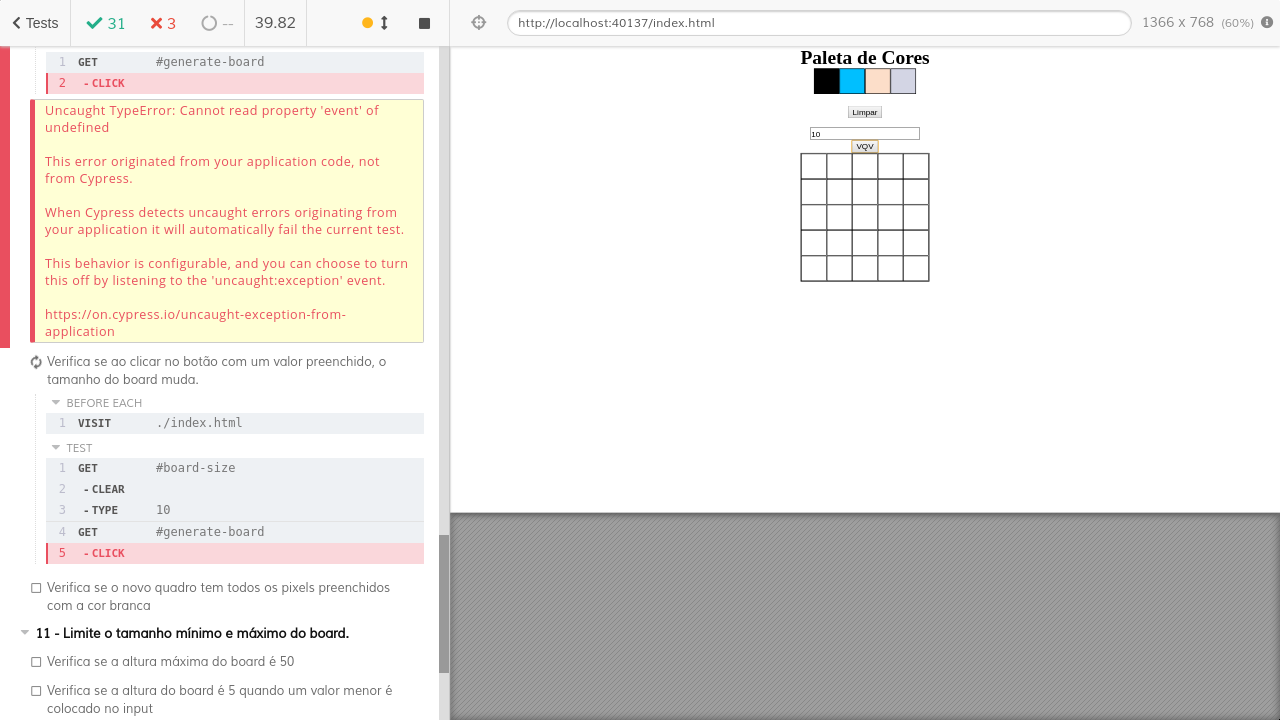 Tests 31 3 -- 39.82
1 GET #generate-board
2 - CLICK
Uncaught TypeError: Cannot read property 'event' of
undefined
This error originated from your application code, not
from Cypress.
When Cypress detects uncaught errors originating from
your application it will automatically fail the current test.
This behavior is configurable, and you can choose to turn
this off by listening to the 'uncaught:exception' event.
https://on.cypress.io/uncaught-exception-from-
application
Verifica se ao clicar no botão com um valor preenchido, o
tamanho do board muda.
BEFORE EACH
1 VISIT ./index.html
TEST
1 GET #board-size
2 - CLEAR
3 - TYPE 10
4 GET #generate-board
5 - CLICK
Verifica se o novo quadro tem todos os pixels preenchidos
com a cor branca
11 - Limite o tamanho mínimo e máximo do board.
Verifica se a altura máxima do board é 50
Verifica se a altura do board é 5 quando um valor menor é
colocado no input
http://localhost:40137/index.html 1366 x 768 (60%)
Paleta de Cores
Limpar
10
VQV